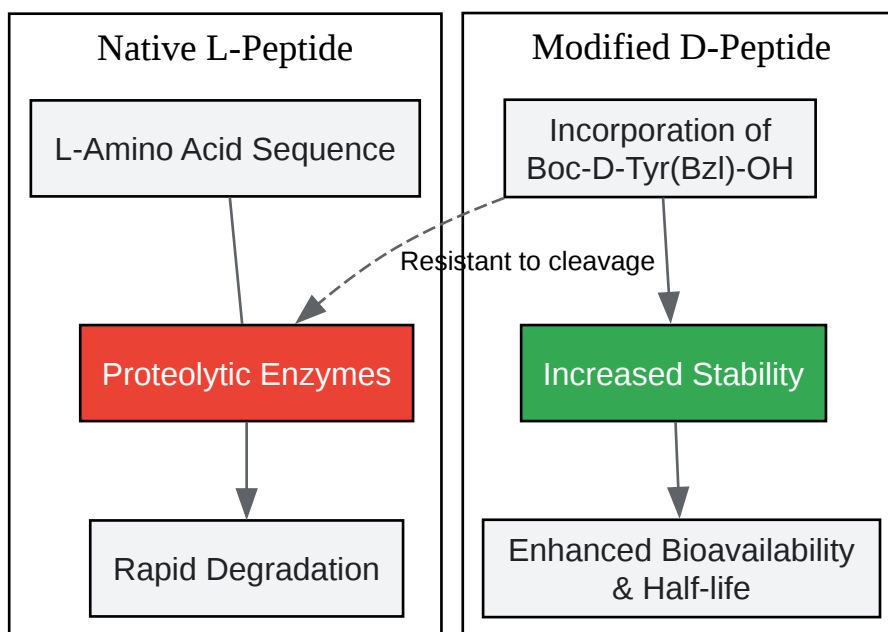 Native L-Peptide
L-Amino Acid Sequence
Proteolytic Enzymes
Rapid Degradation
Modified D-Peptide
Incorporation of
Boc-D-Tyr(Bzl)-OH
Resistant to cleavage
Increased Stability
Enhanced Bioavailability
& Half-life